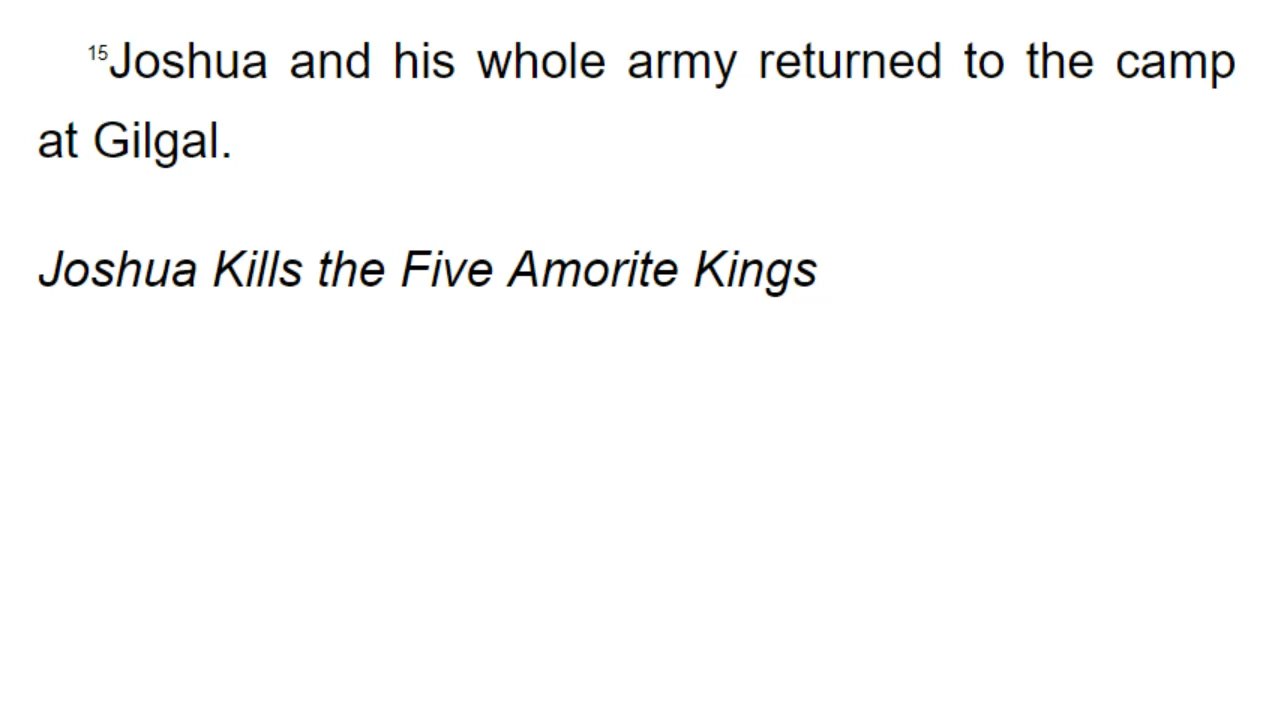 15Joshua and his whole army returned to the camp
at Gilgal.
Joshua Kills the Five Amorite Kings